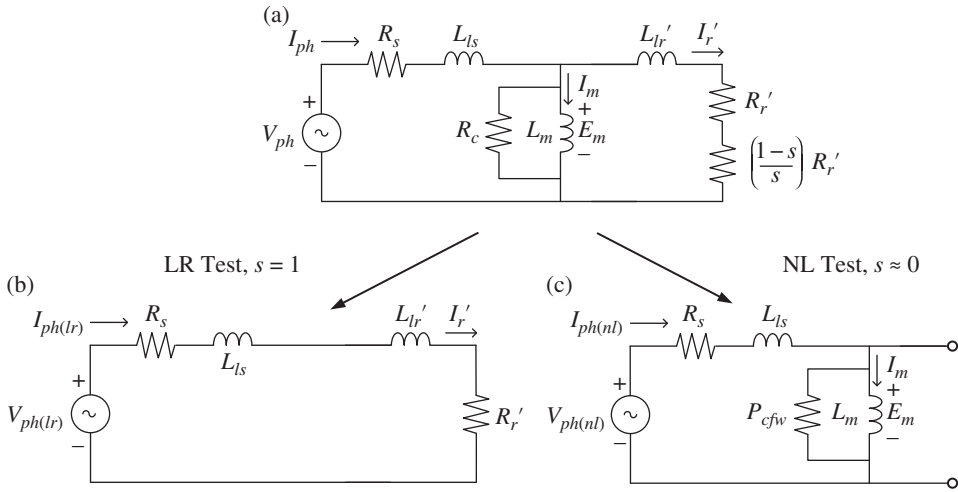 (a)
I_ph R_s L_ls L_lr′ I_r′
I_m
+ + R_r′
V_ph ~ R_c L_m E_m
− − (1−s/s) R_r′
LR Test, s = 1
NL Test, s ≈ 0
(b)
I_ph(lr) R_s L_ls L_lr′ I_r′
+
V_ph(lr) ~ R_r′
−
(c)
I_ph(nl) R_s L_ls
I_m
+ +
V_ph(nl) ~ P_cfw L_m E_m
− −